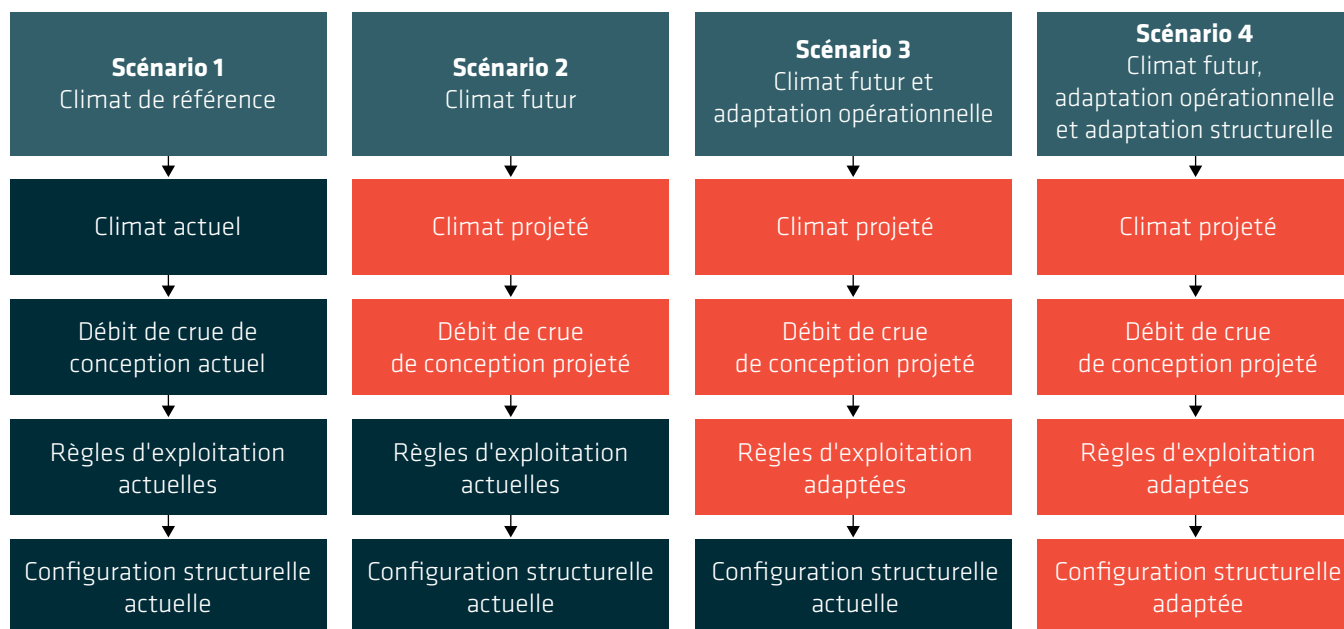 Scénario 1
Climat de référence
Climat actuel
Débit de crue de
conception actuel
Règles d'exploitation
actuelles
Configuration structurelle
actuelle
Scénario 2
Climat futur
Climat projeté
Débit de crue
de conception projeté
Règles d'exploitation
actuelles
Configuration structurelle
actuelle
Scénario 3
Climat futur et
adaptation opérationnelle
Climat projeté
Débit de crue
de conception projeté
Règles d'exploitation
adaptées
Configuration structurelle
actuelle
Scénario 4
Climat futur,
adaptation opérationnelle
et adaptation structurelle
Climat projeté
Débit de crue
de conception projeté
Règles d'exploitation
adaptées
Configuration structurelle
adaptée